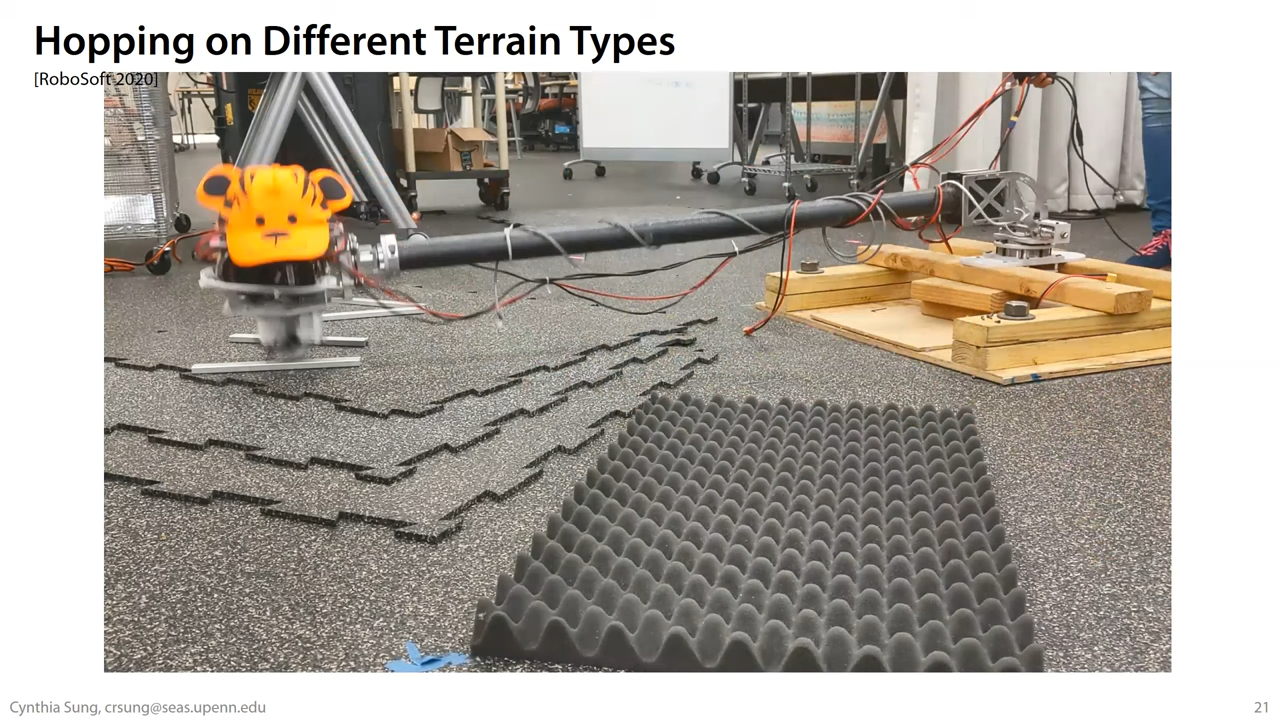 Hopping on Different Terrain Types
[RoboSoft 2020]
Cynthia Sung, crsung@seas.upenn.edu
21